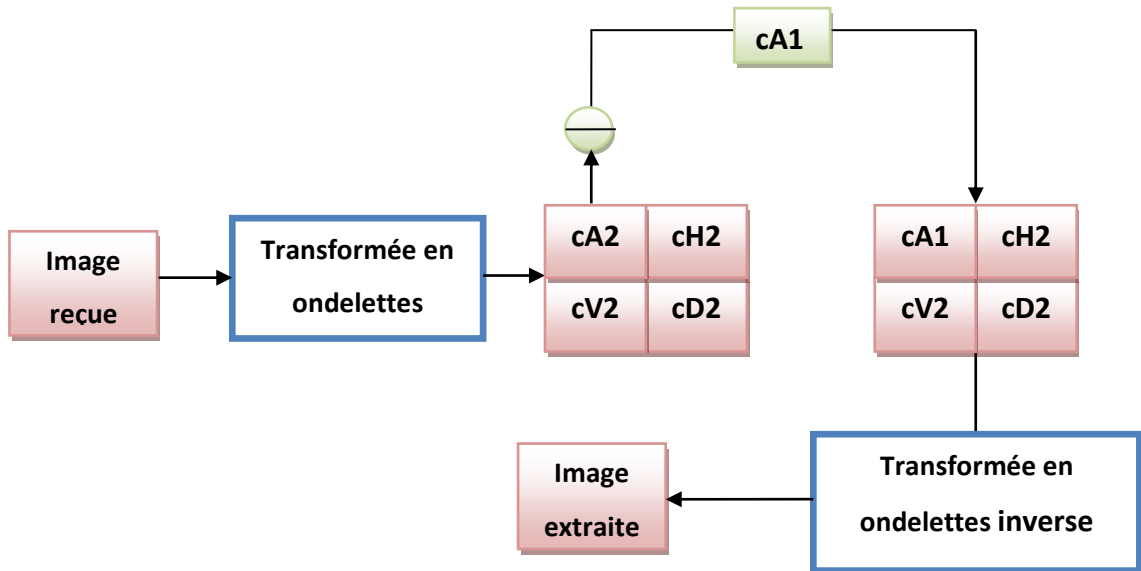 cA1
cA2 cH2
cV2 cD2
cA1 cH2
cV2 cD2
Image
reçue
Transformée en
ondelettes
Image
extraite
Transformée en
ondelettes inverse